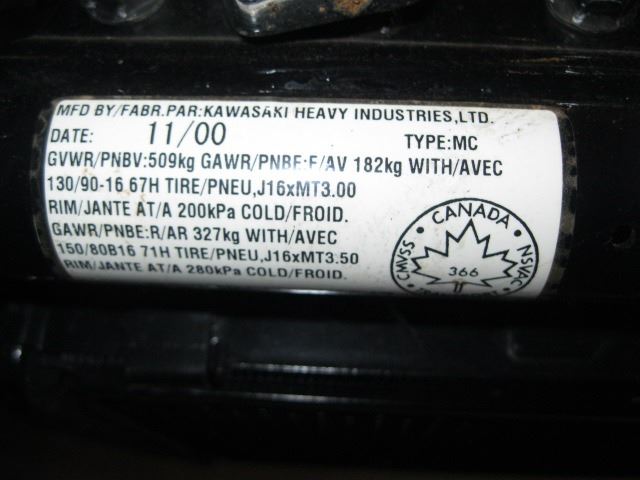 MFD BY/FABR.PAR:KAWASAKI HEAVY INDUSTRIES,LTD.
DATE: 11/00 TYPE:MC
GVWR/PNBV:509kg GAWR/PNBE:F/AV 182kg WITH/AVEC
130/90-16 67H TIRE/PNEU,J16xMT3.00
RIM/JANTE AT/A 200kPa COLD/FROID.
GAWR/PNBE:R/AR 327kg WITH/AVEC
150/80B16 71H TIRE/PNEU,J16xMT3.50
RIM/JANTE AT/A 280kPa COLD/FROID.
CANADA
CMVSS
NSVAC
366